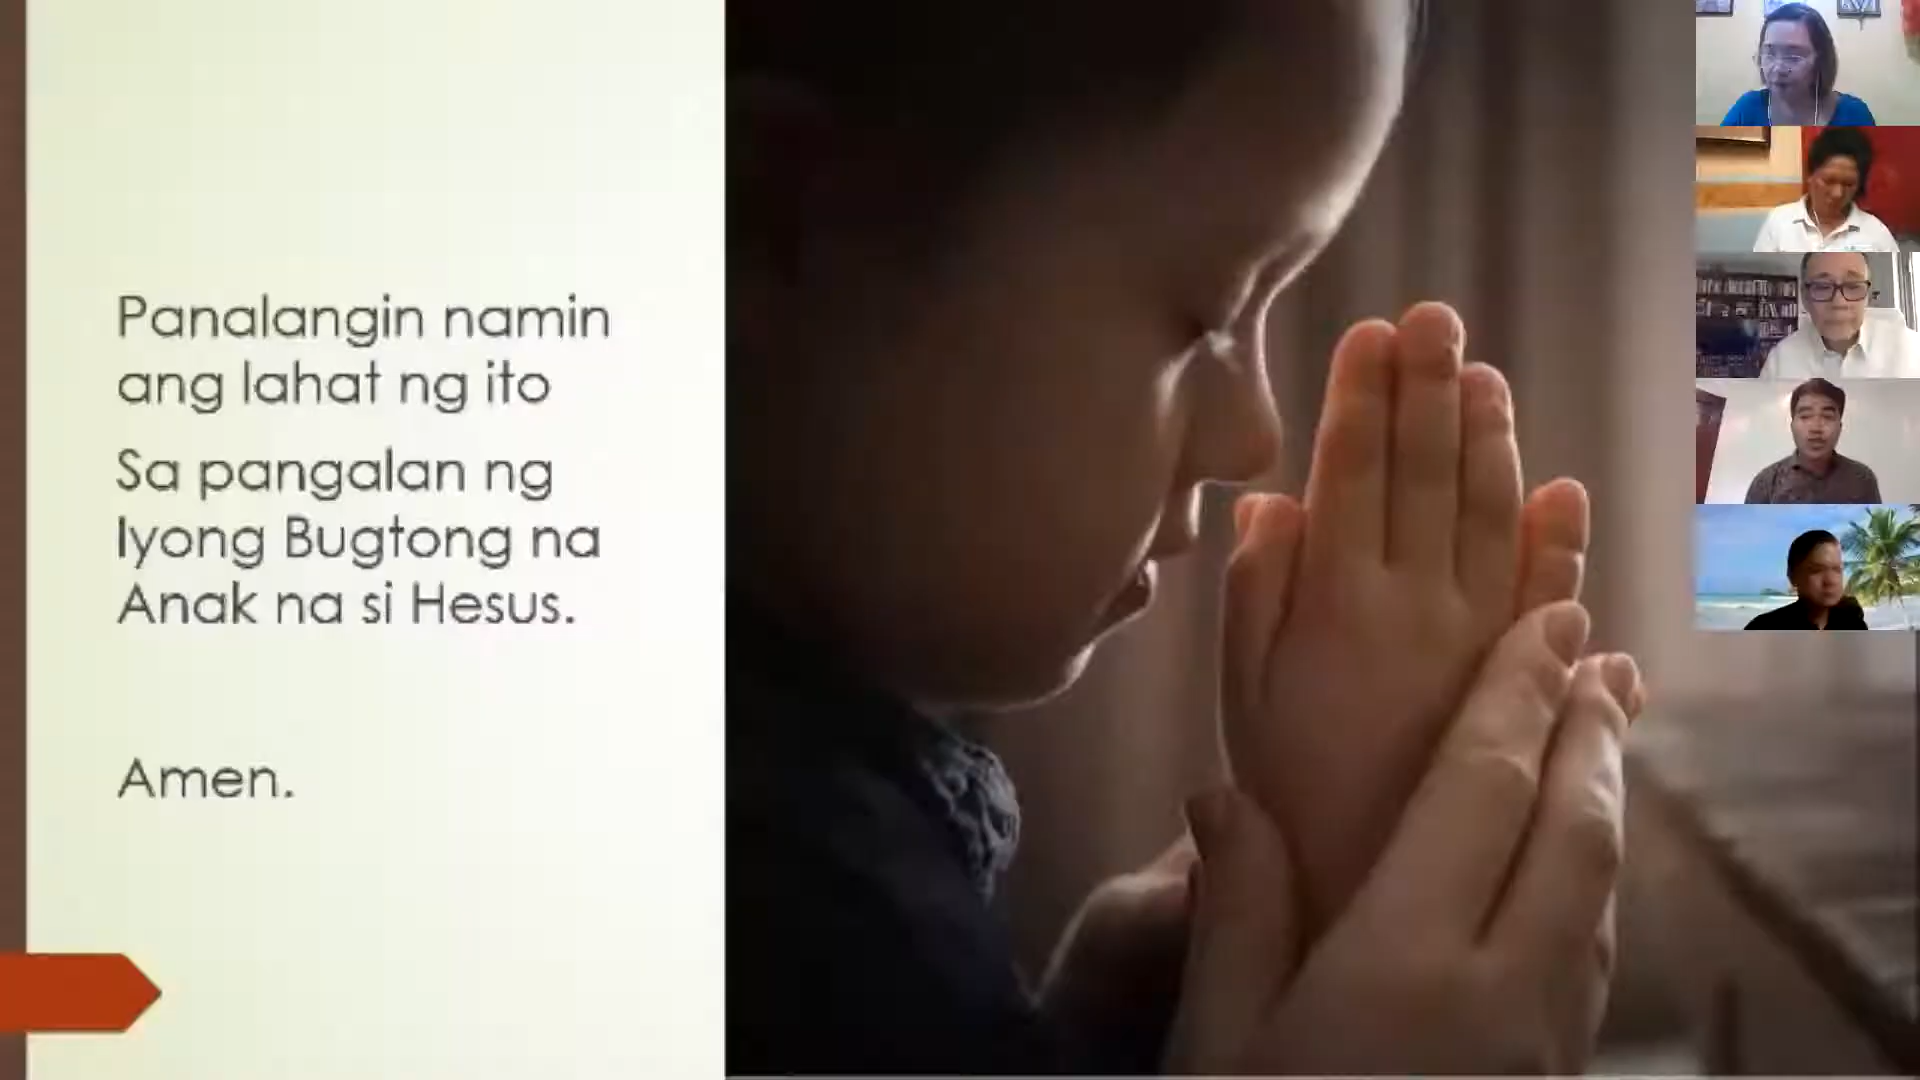 Panalangin namin
ang lahat ng ito
Sa pangalan ng
Iyong Bugtong na
Anak na si Hesus.
Amen.